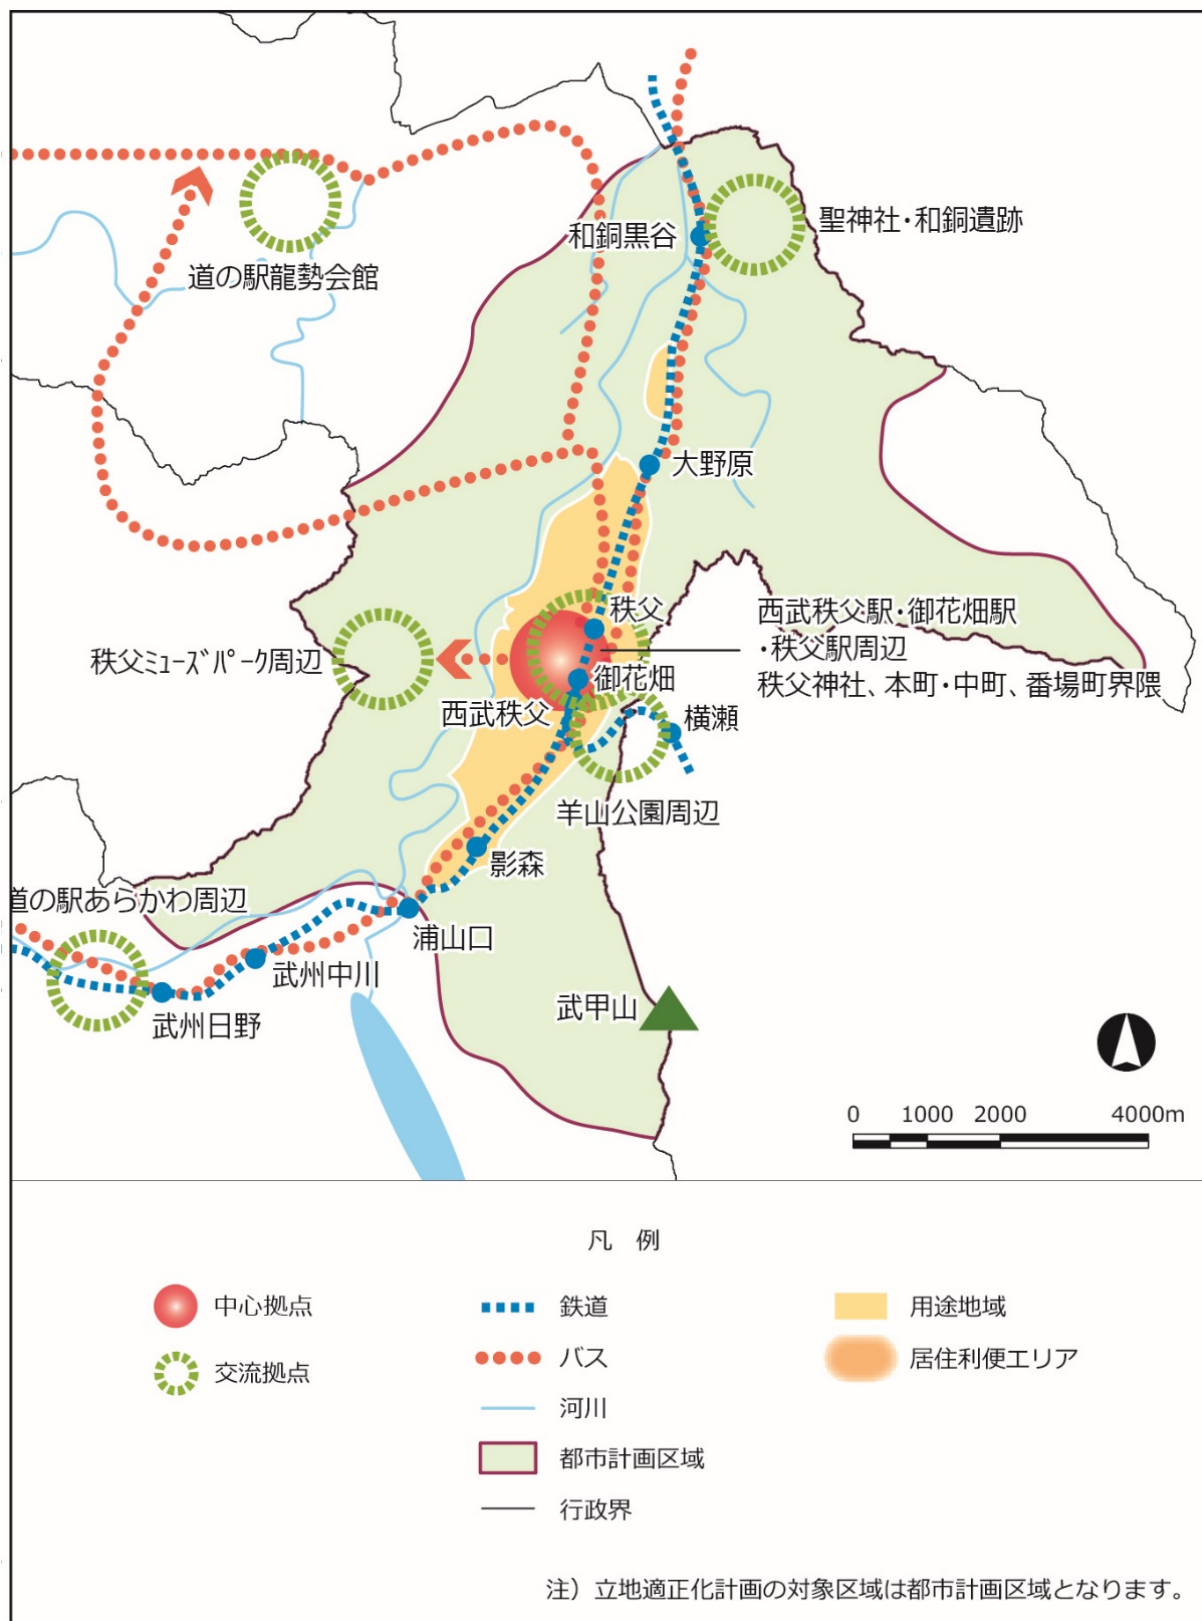 聖神社・和銅遺跡
和銅黒谷
道の駅龍勢会館
大野原
秩父
西武秩父駅・御花畑駅
・秩父駅周辺
秩父神社、本町・中町、番場町界隈
秩父ﾐｭｰｽﾞﾊﾟｰｸ周辺
御花畑
西武秩父
横瀬
羊山公園周辺
影森
道の駅あらかわ周辺
浦山口
武州中川
武州日野
武甲山
0 1000 2000 4000m
凡 例
中心拠点
交流拠点
鉄道
バス
河川
都市計画区域
行政界
用途地域
居住利便エリア
注）立地適正化計画の対象区域は都市計画区域となります。